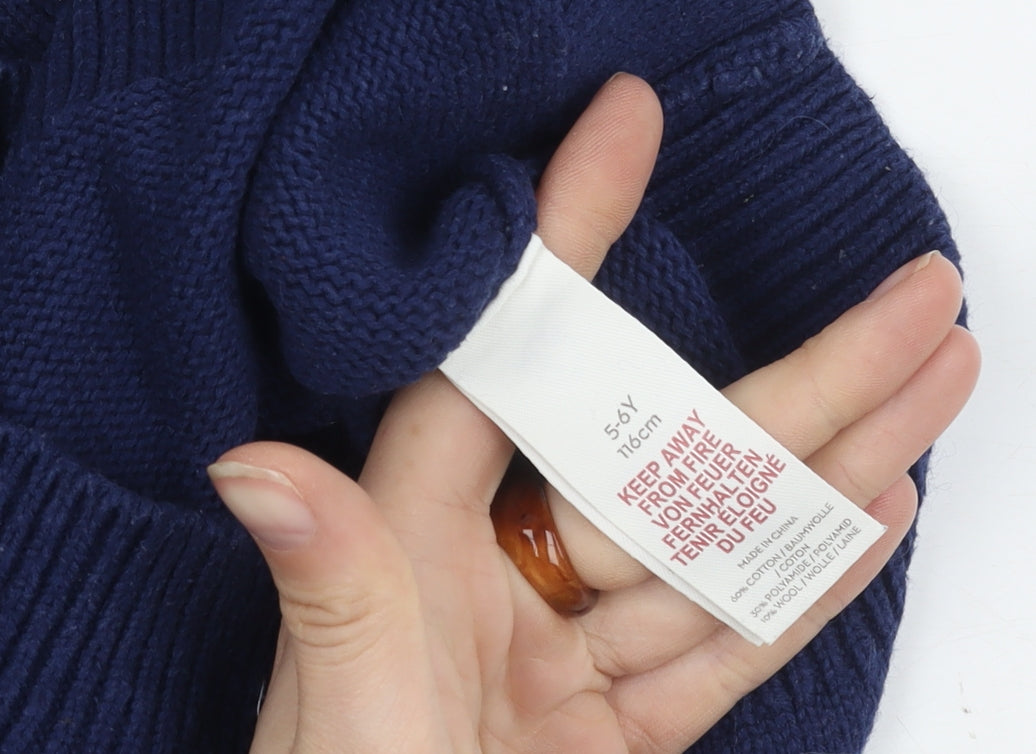 5-6Y
116cm
KEEP AWAY
FROM FIRE
VON FEUER
FERNHALTEN
TENIR ÉLOIGNÉ
DU FEU
MADE IN CHINA
60% COTTON / BAUMWOLLE
/ COTON
30% POLYAMIDE / POLYAMID
10% WOOL / WOLLE / LAINE